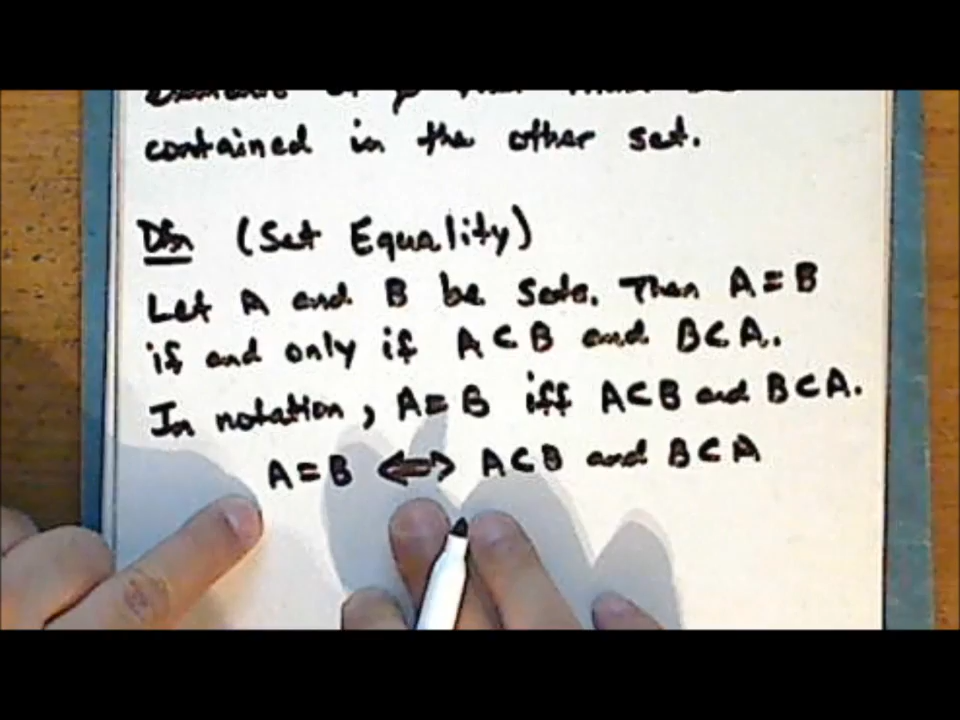 contained in the other set.
Dfn (Set Equality)
Let A and B be sets. Then A = B
if and only if A ⊂ B and B ⊂ A.
In notation, A = B iff A ⊂ B and B ⊂ A.
A = B ⟺ A ⊂ B and B ⊂ A